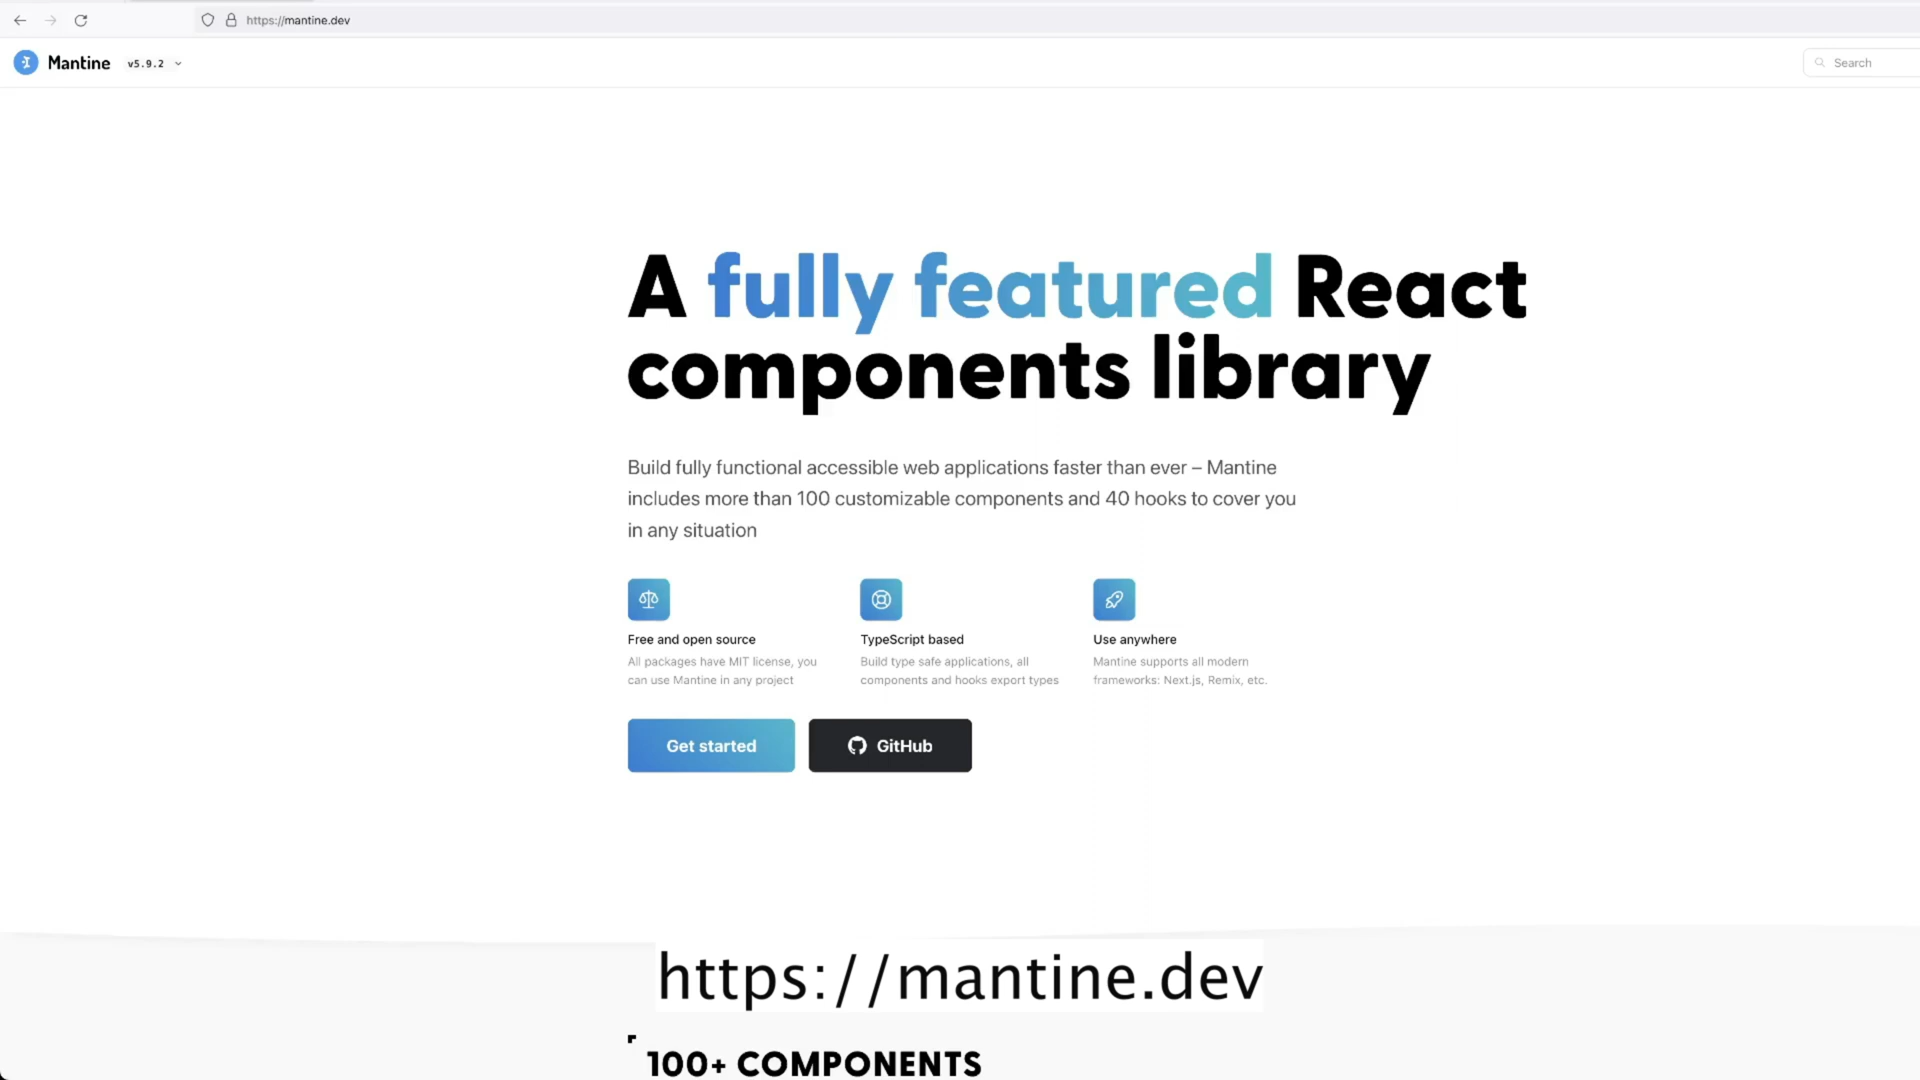 https://mantine.dev
Mantine v5.9.2
Search
A fully featured React
components library
Build fully functional accessible web applications faster than ever – Mantine
includes more than 100 customizable components and 40 hooks to cover you
in any situation
Free and open source
All packages have MIT license, you
can use Mantine in any project
TypeScript based
Build type safe applications, all
components and hooks export types
Use anywhere
Mantine supports all modern
frameworks: Next.js, Remix, etc.
Get started
GitHub
https://mantine.dev
100+ COMPONENTS